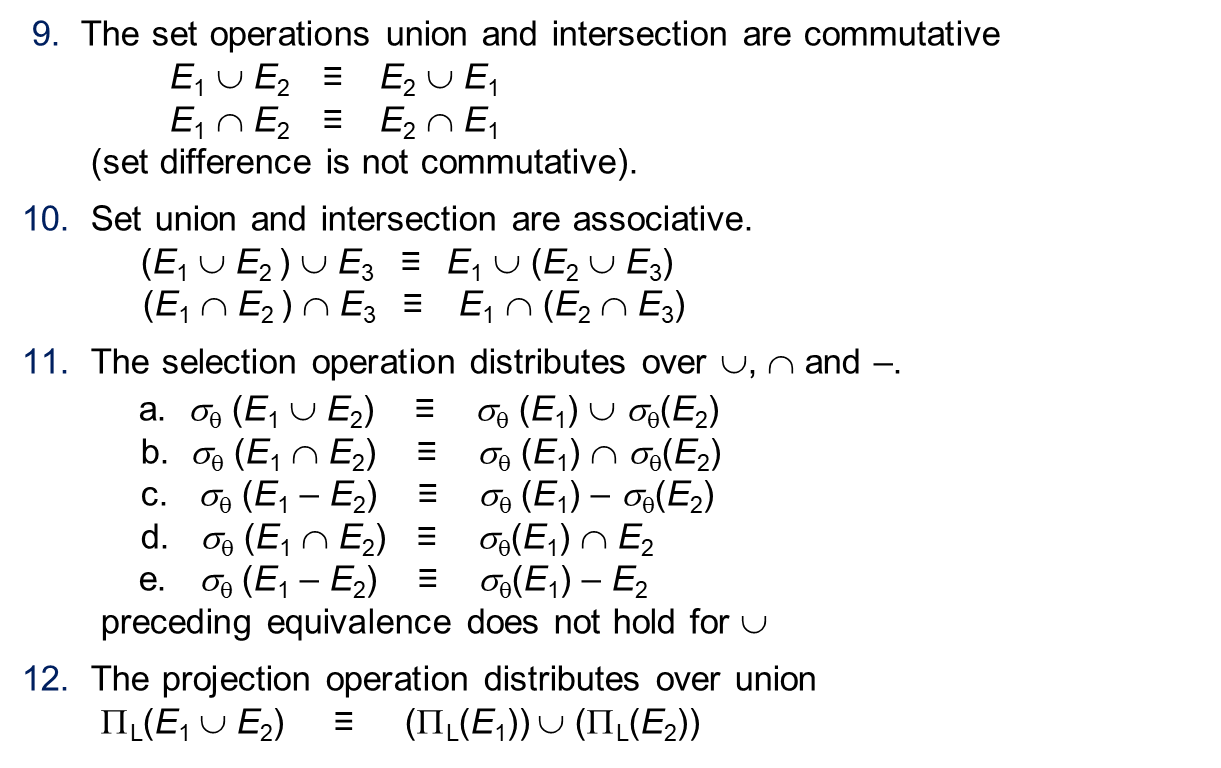 9. The set operations union and intersection are commutative
E₁ ∪ E₂ ≡ E₂ ∪ E₁
E₁ ∩ E₂ ≡ E₂ ∩ E₁
(set difference is not commutative).
10. Set union and intersection are associative.
(E₁ ∪ E₂ ) ∪ E₃ ≡ E₁ ∪ (E₂ ∪ E₃)
(E₁ ∩ E₂ ) ∩ E₃ ≡ E₁ ∩ (E₂ ∩ E₃)
11. The selection operation distributes over ∪, ∩ and –.
a. σθ (E₁ ∪ E₂) ≡ σθ (E₁) ∪ σθ(E₂)
b. σθ (E₁ ∩ E₂) ≡ σθ (E₁) ∩ σθ(E₂)
c. σθ (E₁ – E₂) ≡ σθ (E₁) – σθ(E₂)
d. σθ (E₁ ∩ E₂) ≡ σθ(E₁) ∩ E₂
e. σθ (E₁ – E₂) ≡ σθ(E₁) – E₂
preceding equivalence does not hold for ∪
12. The projection operation distributes over union
Π_L(E₁ ∪ E₂) ≡ (Π_L(E₁)) ∪ (Π_L(E₂))